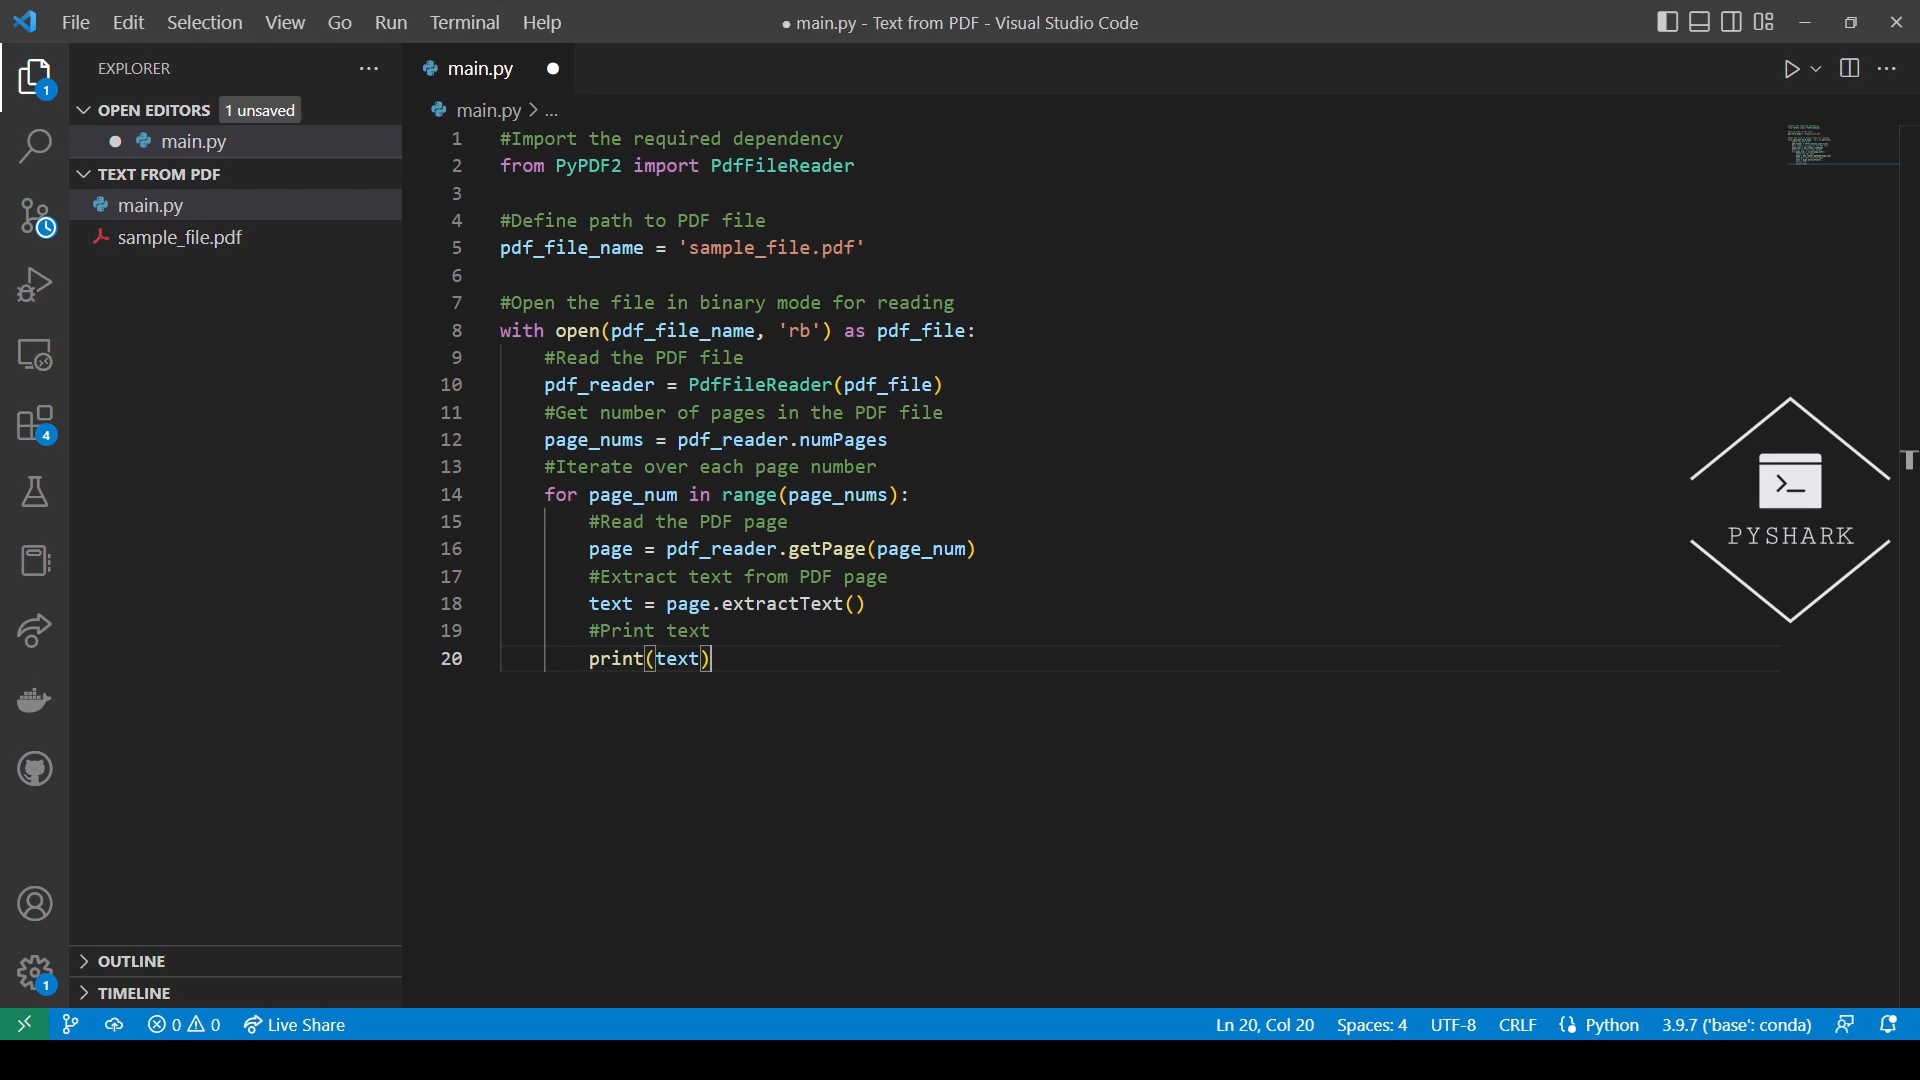 File Edit Selection View Go Run Terminal Help
● main.py - Text from PDF - Visual Studio Code
EXPLORER
OPEN EDITORS 1 unsaved
main.py
TEXT FROM PDF
main.py
sample_file.pdf
OUTLINE
TIMELINE
main.py
main.py > ...
1 #Import the required dependency
2 from PyPDF2 import PdfFileReader
3
4 #Define path to PDF file
5 pdf_file_name = 'sample_file.pdf'
6
7 #Open the file in binary mode for reading
8 with open(pdf_file_name, 'rb') as pdf_file:
9     #Read the PDF file
10     pdf_reader = PdfFileReader(pdf_file)
11     #Get number of pages in the PDF file
12     page_nums = pdf_reader.numPages
13     #Iterate over each page number
14     for page_num in range(page_nums):
15         #Read the PDF page
16         page = pdf_reader.getPage(page_num)
17         #Extract text from PDF page
18         text = page.extractText()
19         #Print text
20         print(text)
PYSHARK
1
4
1
0 0 Live Share
Ln 20, Col 20 Spaces: 4 UTF-8 CRLF Python 3.9.7 ('base': conda)